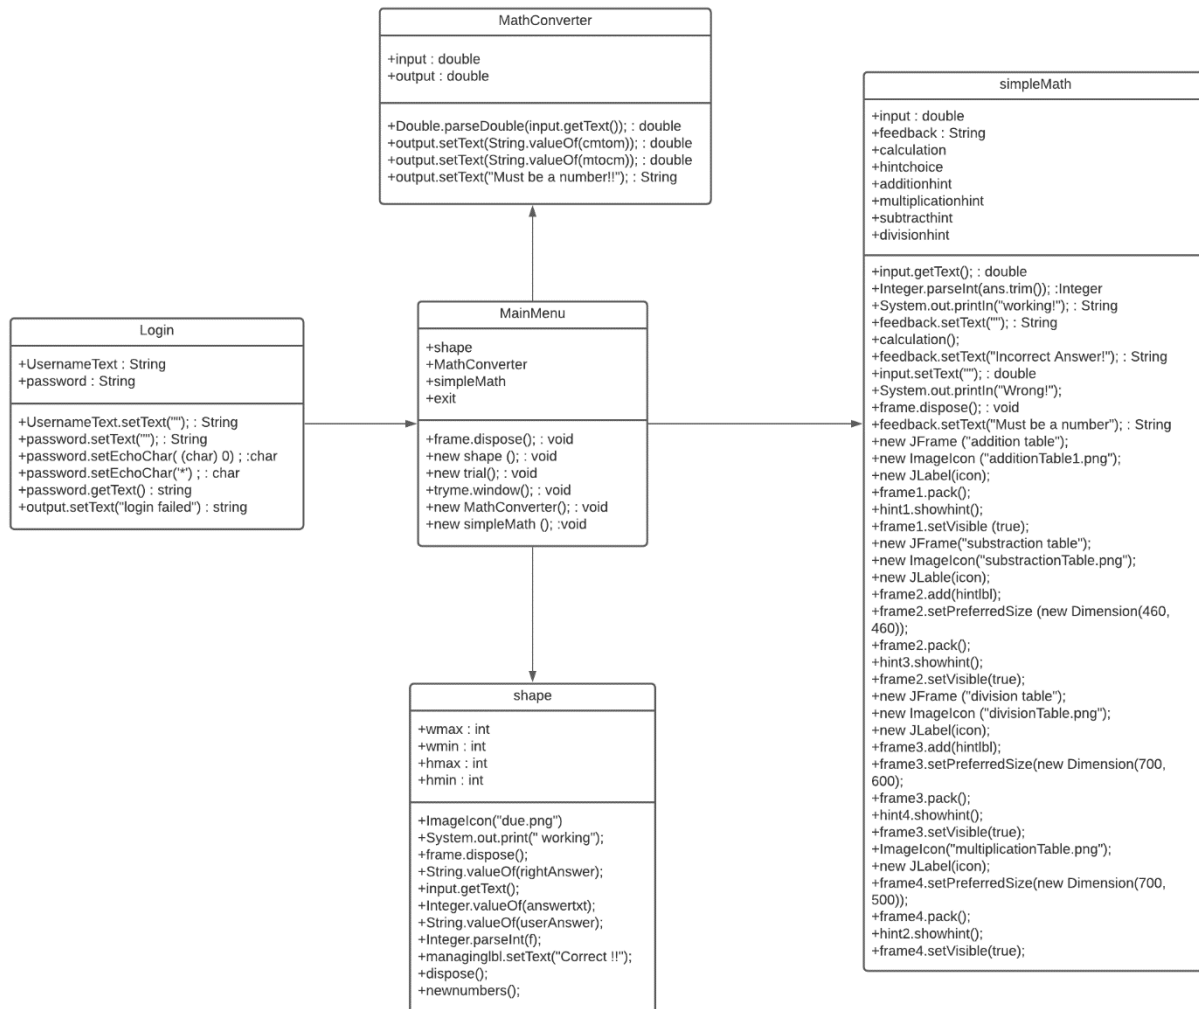 MathConverter
+input : double
+output : double
+Double.parseDouble(input.getText()); : double
+output.setText(String.valueOf(cmtom)); : double
+output.setText(String.valueOf(mtocm)); : double
+output.setText("Must be a number!!"); : String
simpleMath
+input : double
+feedback : String
+calculation
+hintchoice
+additionhint
+multiplicationhint
+subtracthint
+divisionhint
+input.getText(); : double
+Integer.parseInt(ans.trim()); :Integer
+System.out.printIn("working!"); : String
+feedback.setText(""); : String
+calculation();
+feedback.setText("Incorrect Answer!"); : String
+input.setText(""); : double
+System.out.printIn("Wrong!");
+frame.dispose(); : void
+feedback.setText("Must be a number"); : String
+new JFrame ("addition table");
+new ImageIcon ("additionTable1.png");
+new JLabel(icon);
+frame1.pack();
+hint1.showhint();
+frame1.setVisible (true);
+new JFrame("substraction table");
+new ImageIcon("substractionTable.png");
+new JLable(icon);
+frame2.add(hintlbl);
+frame2.setPreferredSize (new Dimension(460,
460));
+frame2.pack();
+hint3.showhint();
+frame2.setVisible(true);
+new JFrame ("division table");
+new ImageIcon ("divisionTable.png");
+new JLabel(icon);
+frame3.add(hintlbl);
+frame3.setPreferredSize(new Dimension(700,
600);
+frame3.pack();
+hint4.showhint();
+frame3.setVisible(true);
+ImageIcon("multiplicationTable.png");
+new JLabel(icon);
+frame4.setPreferredSize(new Dimension(700,
500));
+frame4.pack();
+hint2.showhint();
+frame4.setVisible(true);
Login
+UsernameText : String
+password : String
+UsernameText.setText(""); : String
+password.setText(""); : String
+password.setEchoChar( (char) 0) ; :char
+password.setEchoChar('*') ; : char
+password.getText() : string
+output.setText("login failed") : string
MainMenu
+shape
+MathConverter
+simpleMath
+exit
+frame.dispose(); : void
+new shape (); : void
+new trial(); : void
+tryme.window(); : void
+new MathConverter(); : void
+new simpleMath (); :void
shape
+wmax : int
+wmin : int
+hmax : int
+hmin : int
+ImageIcon("due.png")
+System.out.print(" working");
+frame.dispose();
+String.valueOf(rightAnswer);
+input.getText();
+Integer.valueOf(answertxt);
+String.valueOf(userAnswer);
+Integer.parseInt(f);
+managinglbl.setText("Correct !!");
+dispose();
+newnumbers();